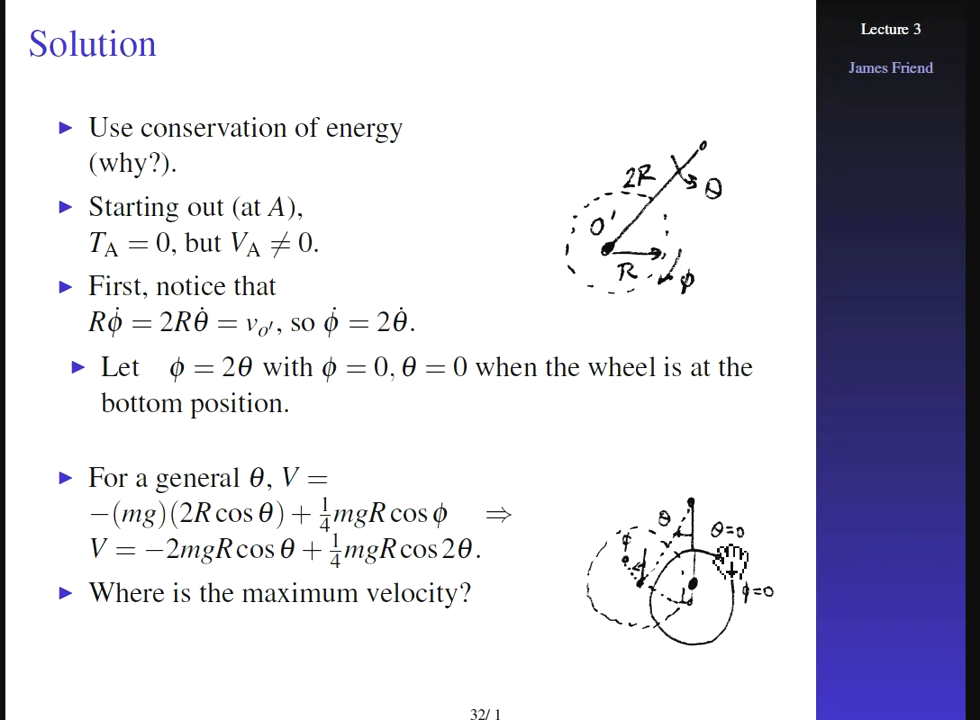 Solution
Lecture 3
James Friend
▶ Use conservation of energy
(why?).
▶ Starting out (at A),
T_A = 0, but V_A ≠ 0.
▶ First, notice that
Rϕ̇ = 2Rθ̇ = v_{o′}, so ϕ̇ = 2θ̇.
▶ Let ϕ = 2θ with ϕ = 0, θ = 0 when the wheel is at the
bottom position.
▶ For a general θ, V =
−(mg)(2R cos θ) + ¼mgR cos ϕ ⇒
V = −2mgR cos θ + ¼mgR cos 2θ.
▶ Where is the maximum velocity?
2R
θ
O'
R
ϕ
θ
θ=0
ϕ
ϕ=0
32/ 1